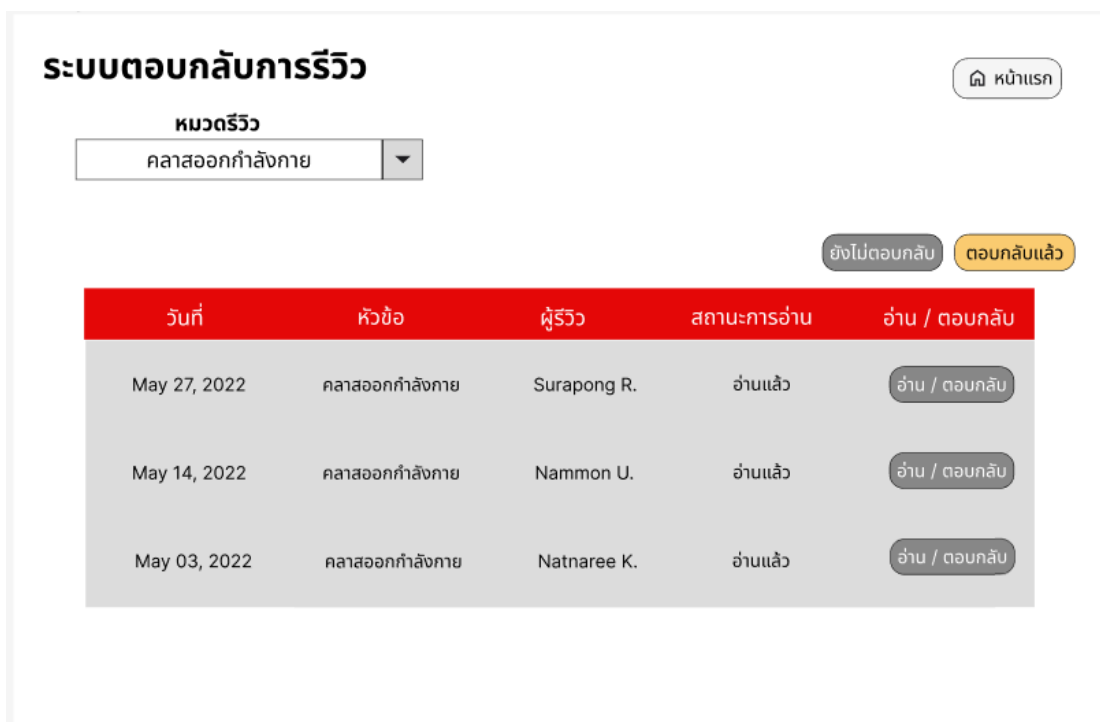 ระบบตอบกลับการรีวิว
หน้าแรก
หมวดรีวิว
คลาสออกกำลังกาย
ยังไม่ตอบกลับ ตอบกลับแล้ว
วันที่ หัวข้อ ผู้รีวิว สถานะการอ่าน อ่าน / ตอบกลับ
May 27, 2022 คลาสออกกำลังกาย Surapong R. อ่านแล้ว อ่าน / ตอบกลับ
May 14, 2022 คลาสออกกำลังกาย Nammon U. อ่านแล้ว อ่าน / ตอบกลับ
May 03, 2022 คลาสออกกำลังกาย Natnaree K. อ่านแล้ว อ่าน / ตอบกลับ